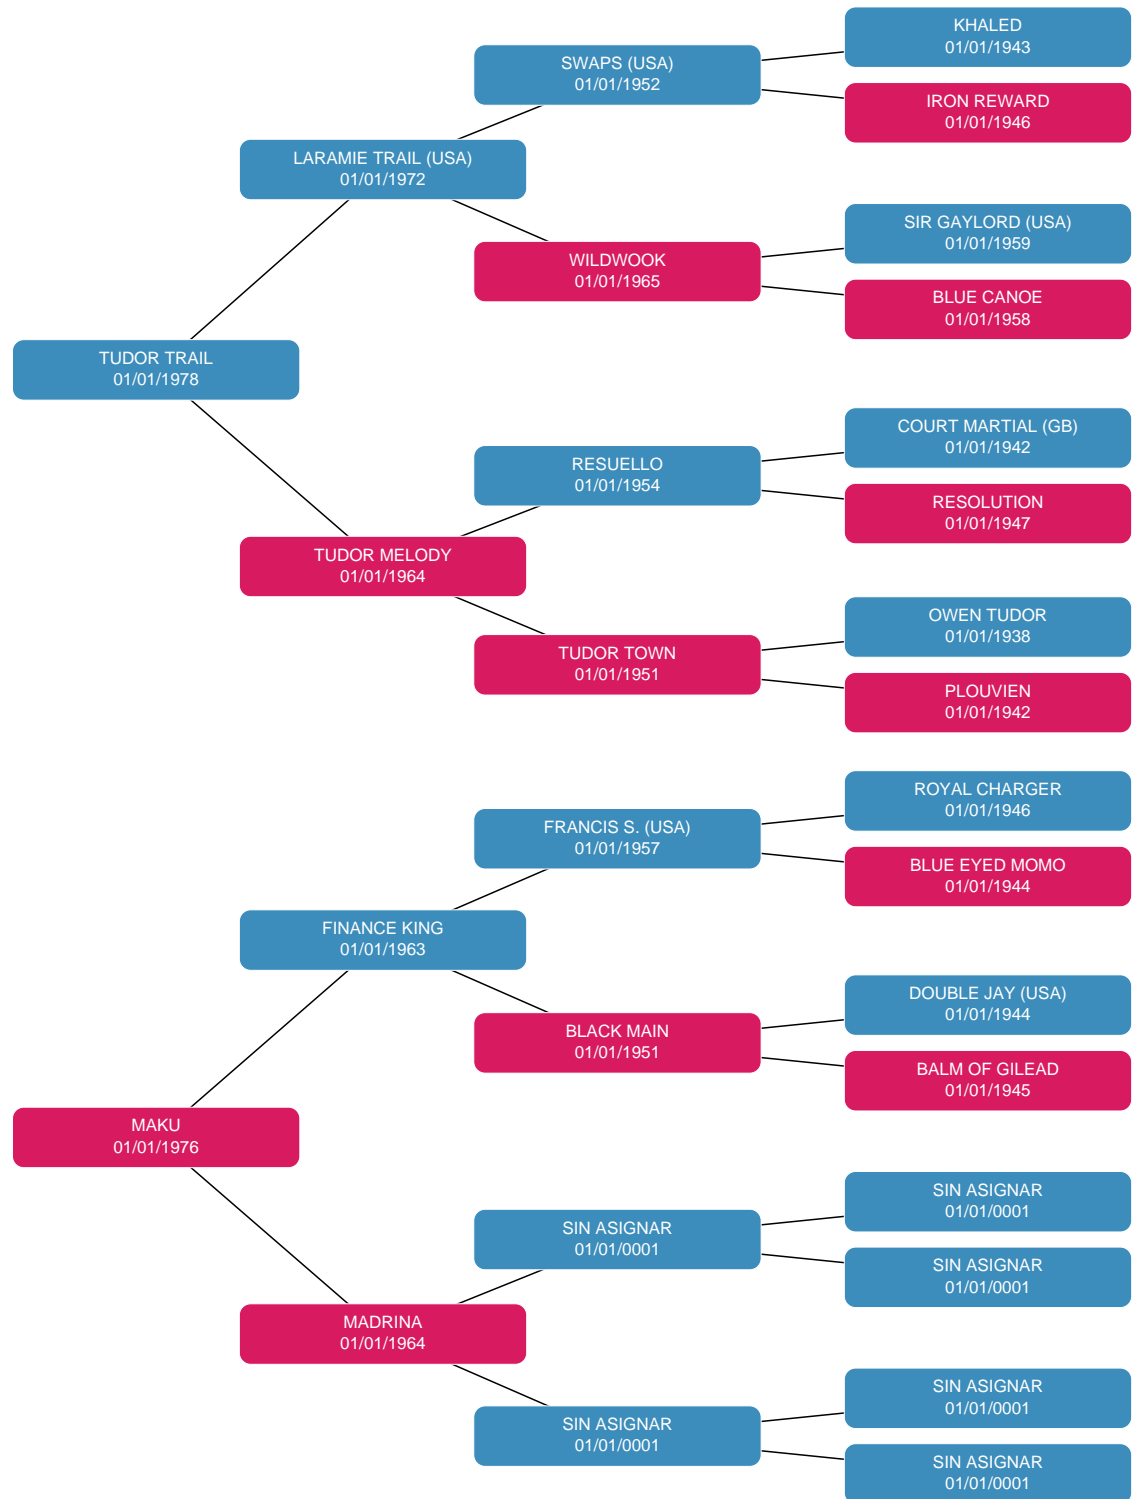 KHALED
01/01/1943
SWAPS (USA)
01/01/1952
IRON REWARD
01/01/1946
LARAMIE TRAIL (USA)
01/01/1972
SIR GAYLORD (USA)
01/01/1959
WILDWOOK
01/01/1965
BLUE CANOE
01/01/1958
TUDOR TRAIL
01/01/1978
COURT MARTIAL (GB)
01/01/1942
RESUELLO
01/01/1954
RESOLUTION
01/01/1947
TUDOR MELODY
01/01/1964
OWEN TUDOR
01/01/1938
TUDOR TOWN
01/01/1951
PLOUVIEN
01/01/1942
ROYAL CHARGER
01/01/1946
FRANCIS S. (USA)
01/01/1957
BLUE EYED MOMO
01/01/1944
FINANCE KING
01/01/1963
DOUBLE JAY (USA)
01/01/1944
BLACK MAIN
01/01/1951
BALM OF GILEAD
01/01/1945
MAKU
01/01/1976
SIN ASIGNAR
01/01/0001
SIN ASIGNAR
01/01/0001
SIN ASIGNAR
01/01/0001
MADRINA
01/01/1964
SIN ASIGNAR
01/01/0001
SIN ASIGNAR
01/01/0001
SIN ASIGNAR
01/01/0001